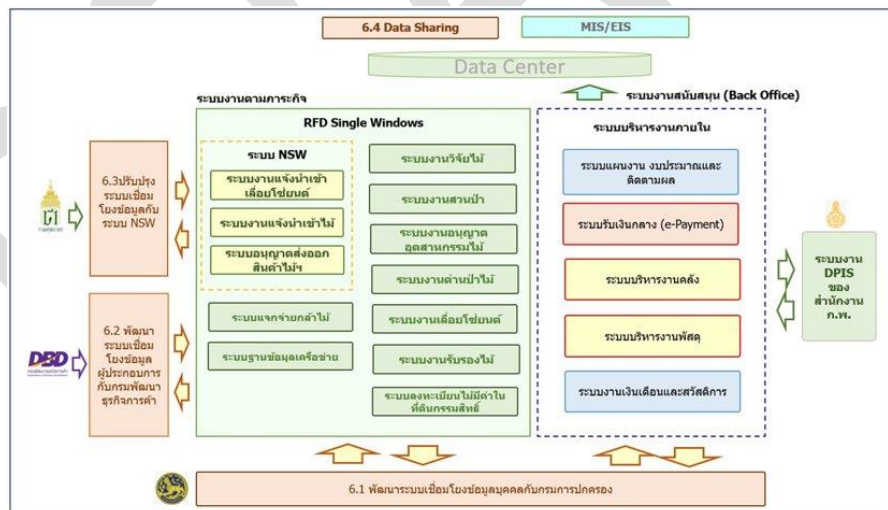 6.4 Data Sharing
MIS/EIS
Data Center
ระบบงานตามภาระกิจ
ระบบงานสนับสนุน (Back Office)
RFD Single Windows
ระบบ NSW
ระบบงานแจ้งนำเข้า
เลื่อยโซ่ยนต์
ระบบงานแจ้งนำเข้าไม้
ระบบอนุญาตส่งออก
สินค้าไม้ฯ
ระบบแจกจ่ายกล้าไม้
ระบบฐานข้อมูลเครือข่าย
ระบบงานวิจัยไม้
ระบบงานสวนป่า
ระบบงานอนุญาต
อุตสาหกรรมไม้
ระบบงานด่านป่าไม้
ระบบงานเลื่อยโซ่ยนต์
ระบบงานรับรองไม้
ระบบลงทะเบียนไม้มีค่าใน
ที่ดินกรรมสิทธิ์
ระบบบริหารงานภายใน
ระบบแผนงาน งบประมาณและ
ติดตามผล
ระบบรับเงินกลาง (e-Payment)
ระบบบริหารงานคลัง
ระบบบริหารงานพัสดุ
ระบบงานเงินเดือนและสวัสดิการ
6.3ปรับปรุง
ระบบเชื่อม
โยงข้อมูลกับ
ระบบ NSW
6.2 พัฒนา
ระบบเชื่อม
โยงข้อมูล
ผู้ประกอบการ
กับกรมพัฒนา
ธุรกิจการค้า
DBD
ระบบงาน
DPIS
ของ
สำนักงาน
ก.พ.
6.1 พัฒนาระบบเชื่อมโยงข้อมูลบุคคลกับกรมการปกครอง